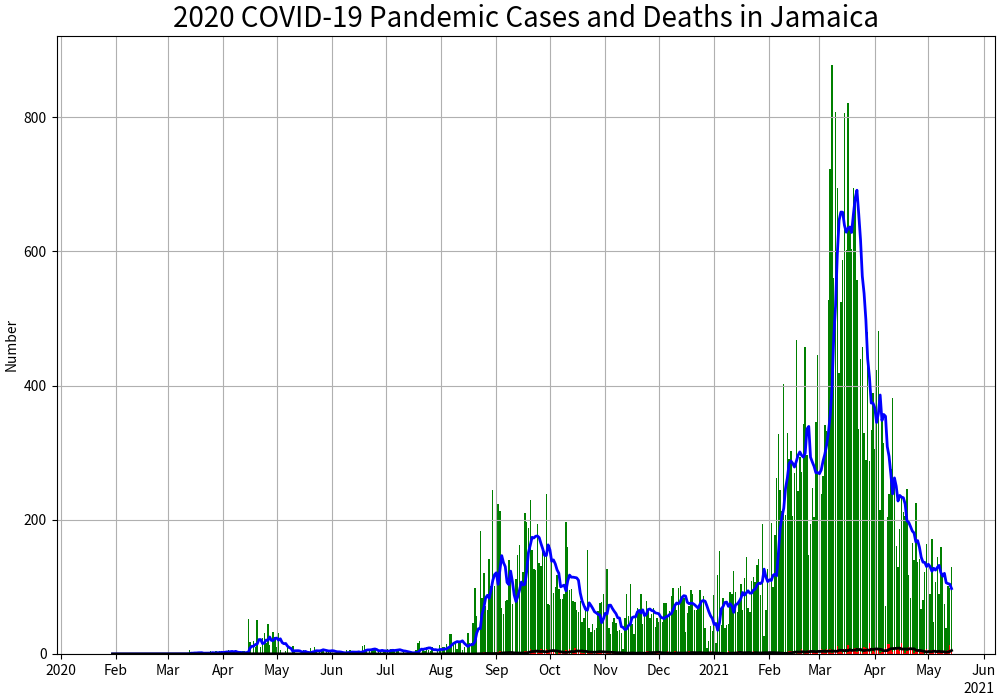 2020 COVID-19 Pandemic Cases and Deaths in Jamaica
Number
800
600
400
200
0
2020 Feb Mar Apr May Jun Jul Aug Sep Oct Nov Dec 2021 Feb Mar Apr May Jun
2021